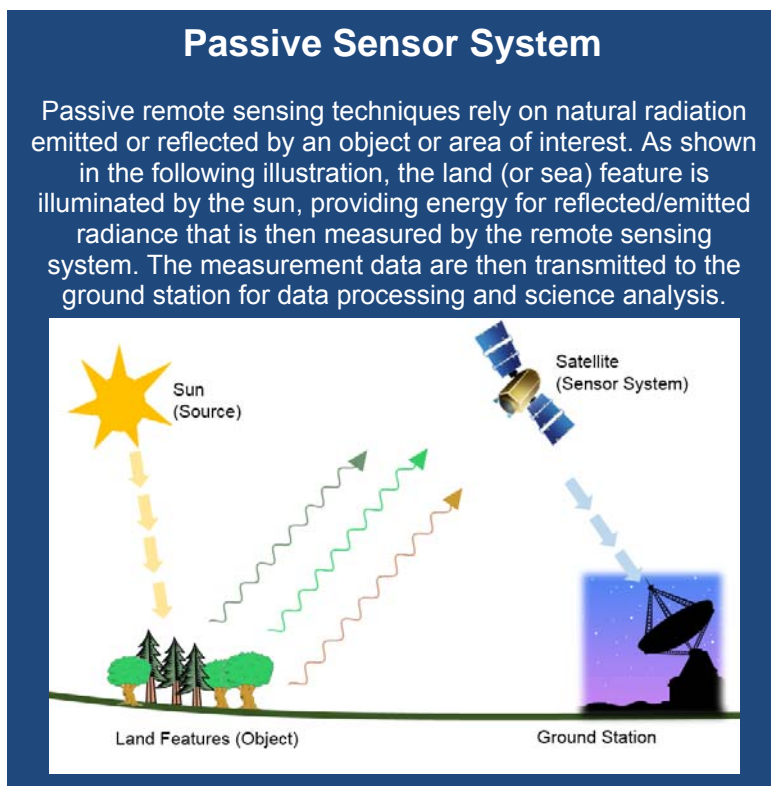 Passive Sensor System
Passive remote sensing techniques rely on natural radiation
emitted or reflected by an object or area of interest. As shown
in the following illustration, the land (or sea) feature is
illuminated by the sun, providing energy for reflected/emitted
radiance that is then measured by the remote sensing
system. The measurement data are then transmitted to the
ground station for data processing and science analysis.
Sun
(Source)
Satellite
(Sensor System)
Land Features (Object)
Ground Station